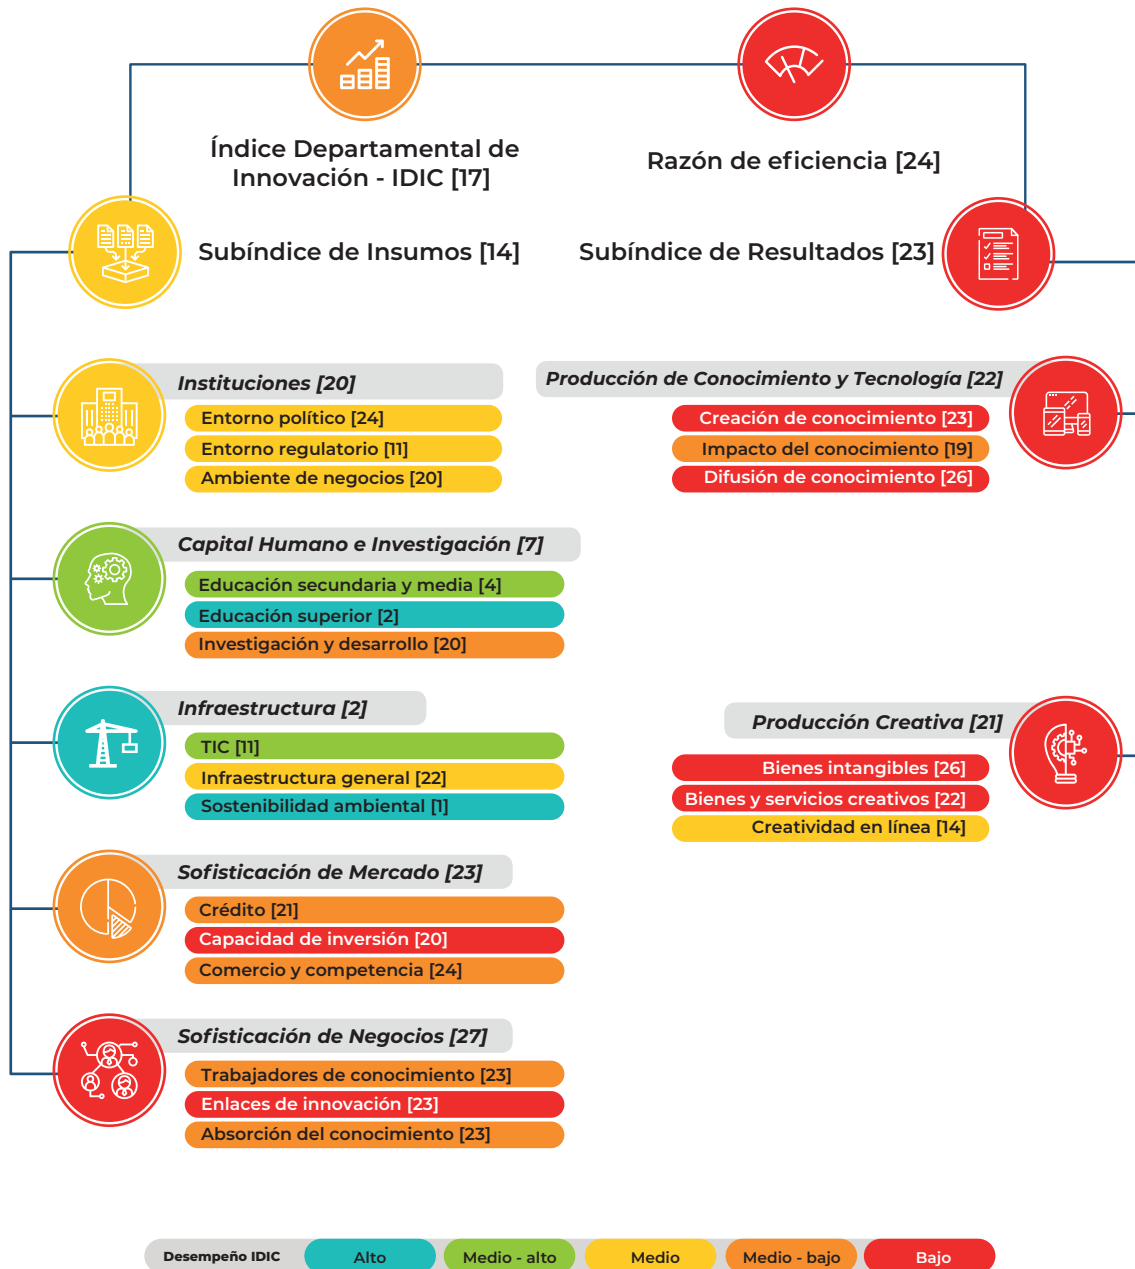 Índice Departamental de
Innovación - IDIC [17]
Razón de eficiencia [24]
Subíndice de Insumos [14]
Subíndice de Resultados [23]
Instituciones [20]
Entorno político [24]
Entorno regulatorio [11]
Ambiente de negocios [20]
Producción de Conocimiento y Tecnología [22]
Creación de conocimiento [23]
Impacto del conocimiento [19]
Difusión de conocimiento [26]
Capital Humano e Investigación [7]
Educación secundaria y media [4]
Educación superior [2]
Investigación y desarrollo [20]
Infraestructura [2]
TIC [11]
Infraestructura general [22]
Sostenibilidad ambiental [1]
Producción Creativa [21]
Bienes intangibles [26]
Bienes y servicios creativos [22]
Creatividad en línea [14]
Sofisticación de Mercado [23]
Crédito [21]
Capacidad de inversión [20]
Comercio y competencia [24]
Sofisticación de Negocios [27]
Trabajadores de conocimiento [23]
Enlaces de innovación [23]
Absorción del conocimiento [23]
Desempeño IDIC Alto Medio - alto Medio Medio - bajo Bajo